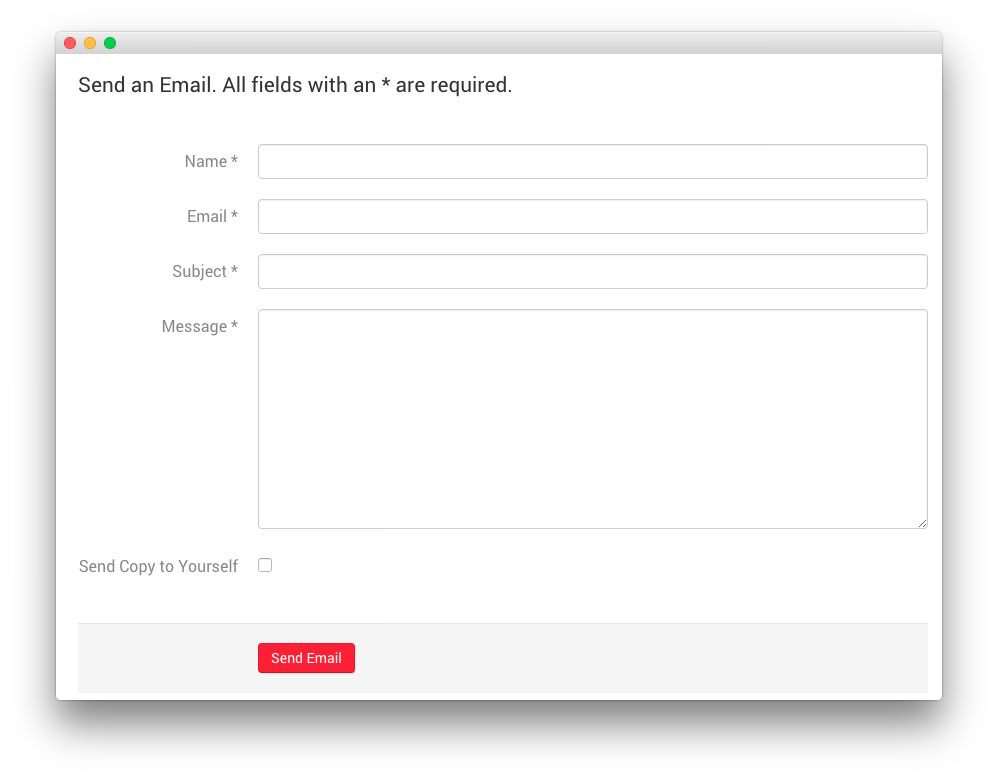 Send an Email. All fields with an * are required.
Name *
Email *
Subject *
Message *
Send Copy to Yourself
Send Email